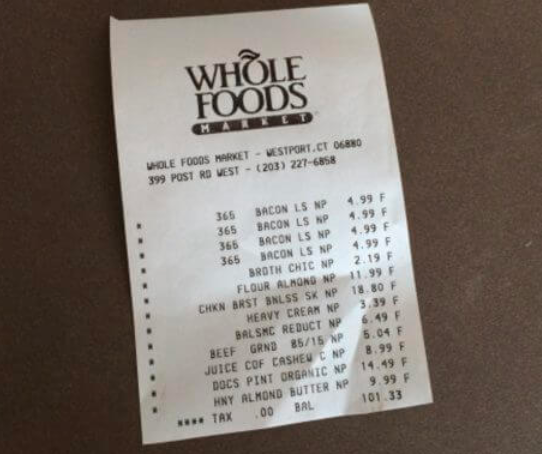 WHOLE
FOODS
MARKET
WHOLE FOODS MARKET - WESTPORT,CT 06880
399 POST RD WEST - (203) 227-6858
365 BACON LS NP 4.99 F
365 BACON LS NP 4.99 F
365 BACON LS NP 4.99 F
365 BACON LS NP 4.99 F
BROTH CHIC NP 2.19 F
FLOUR ALMOND NP 11.99 F
CHKN BRST BNLSS SK NP 18.80 F
HEAVY CREAM NP 3.39 F
BALSMC REDUCT NP 6.49 F
BEEF GRND 85/15 NP 5.04 F
JUICE COF CASHEW C NP 8.99 F
DOCS PINT ORGANIC NP 14.49 F
HNY ALMOND BUTTER NP 9.99 F
**** TAX .00 BAL 101.33